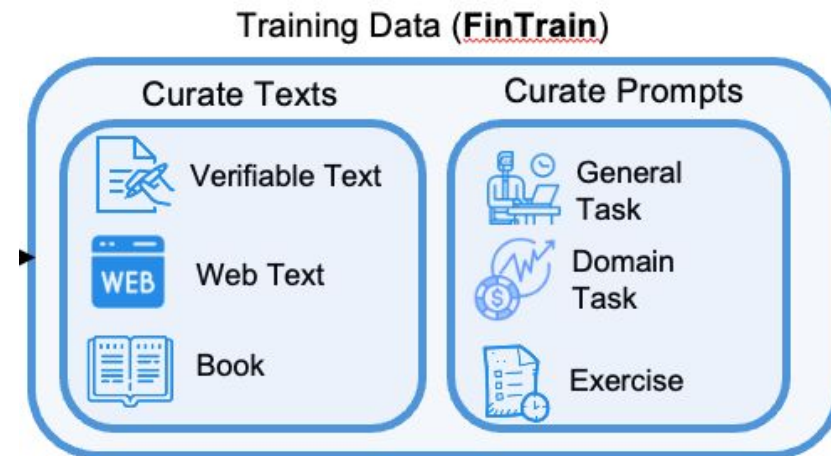 Training Data (FinTrain)
Curate Texts
Verifiable Text
WEB
Web Text
Book
Curate Prompts
General
Task
Domain
Task
$
Exercise